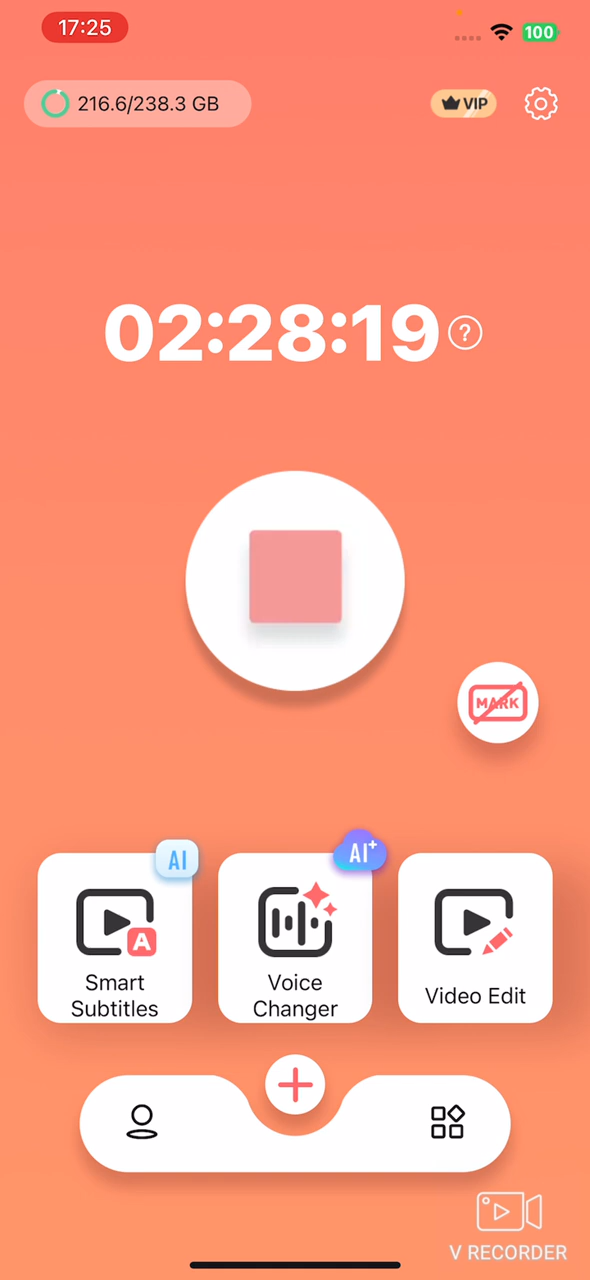 17:25
100
216.6/238.3 GB
VIP
02:28:19
?
MARK
AI
AI+
A
Smart
Subtitles
Voice
Changer
Video Edit
V RECORDER